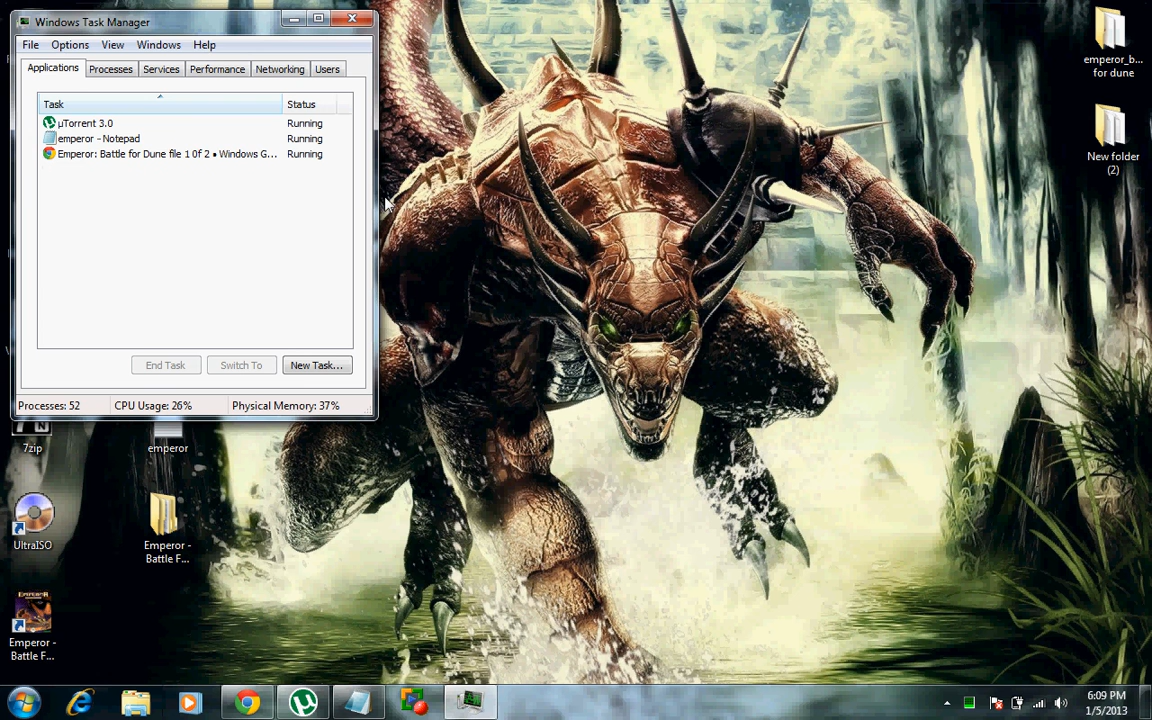 Windows Task Manager
File Options View Windows Help
Applications Processes Services Performance Networking Users
Task Status
µTorrent 3.0 Running
emperor - Notepad Running
Emperor: Battle for Dune file 1 0f 2 • Windows G... Running
End Task Switch To New Task...
Processes: 52 CPU Usage: 26% Physical Memory: 37%
emperor_b...
for dune
New folder
(2)
7zip
emperor
UltraISO
Emperor -
Battle F...
EMPEROR
Emperor -
Battle F...
6:09 PM
1/5/2013